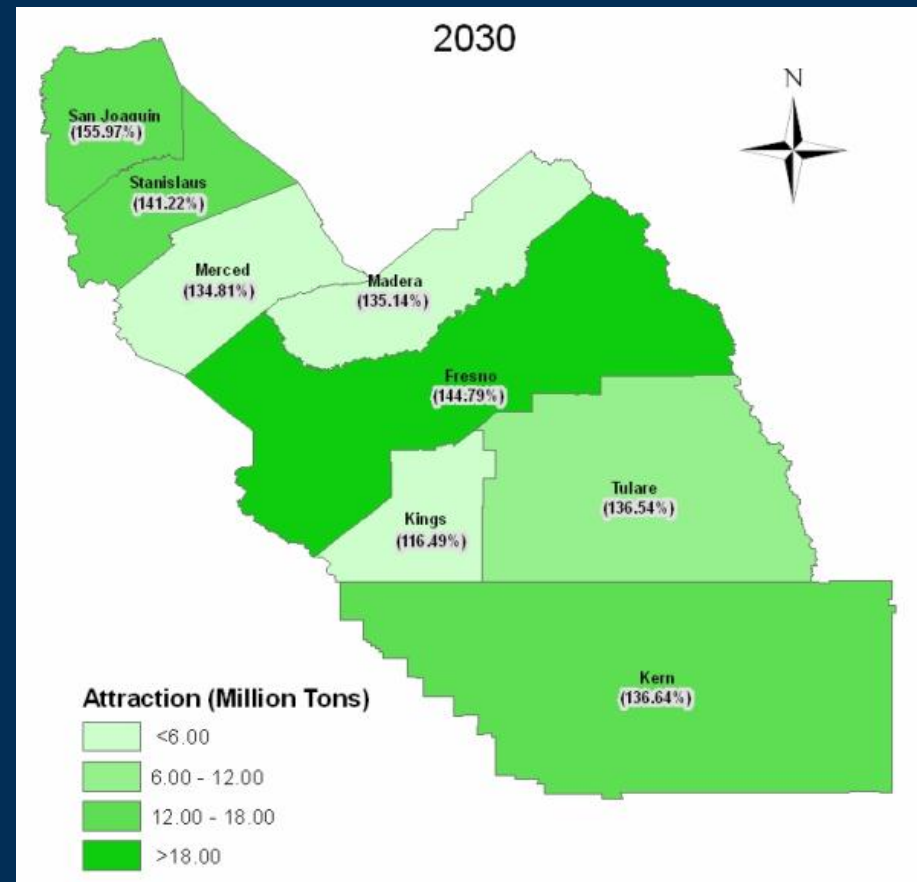 2030
N
San Joaquin
(155.97%)
Stanislaus
(141.22%)
Merced
(134.81%)
Madera
(135.14%)
Fresno
(144.79%)
Tulare
(136.54%)
Kings
(116.49%)
Kern
(136.64%)
Attraction (Million Tons)
<6.00
6.00 - 12.00
12.00 - 18.00
>18.00